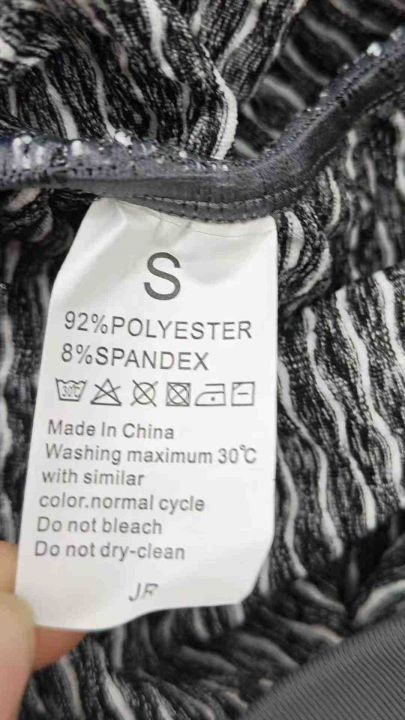 S
92%POLYESTER
8%SPANDEX
Made In China
Washing maximum 30℃
with similar
color.normal cycle
Do not bleach
Do not dry-clean
JF